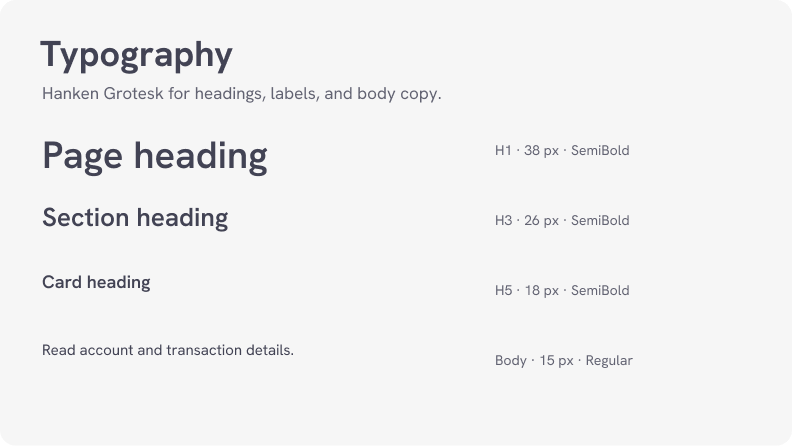 Typography
Hanken Grotesk for headings, labels, and body copy.
Page heading
H1 · 38 px · SemiBold
Section heading
H3 · 26 px · SemiBold
Card heading
H5 · 18 px · SemiBold
Read account and transaction details.
Body · 15 px · Regular